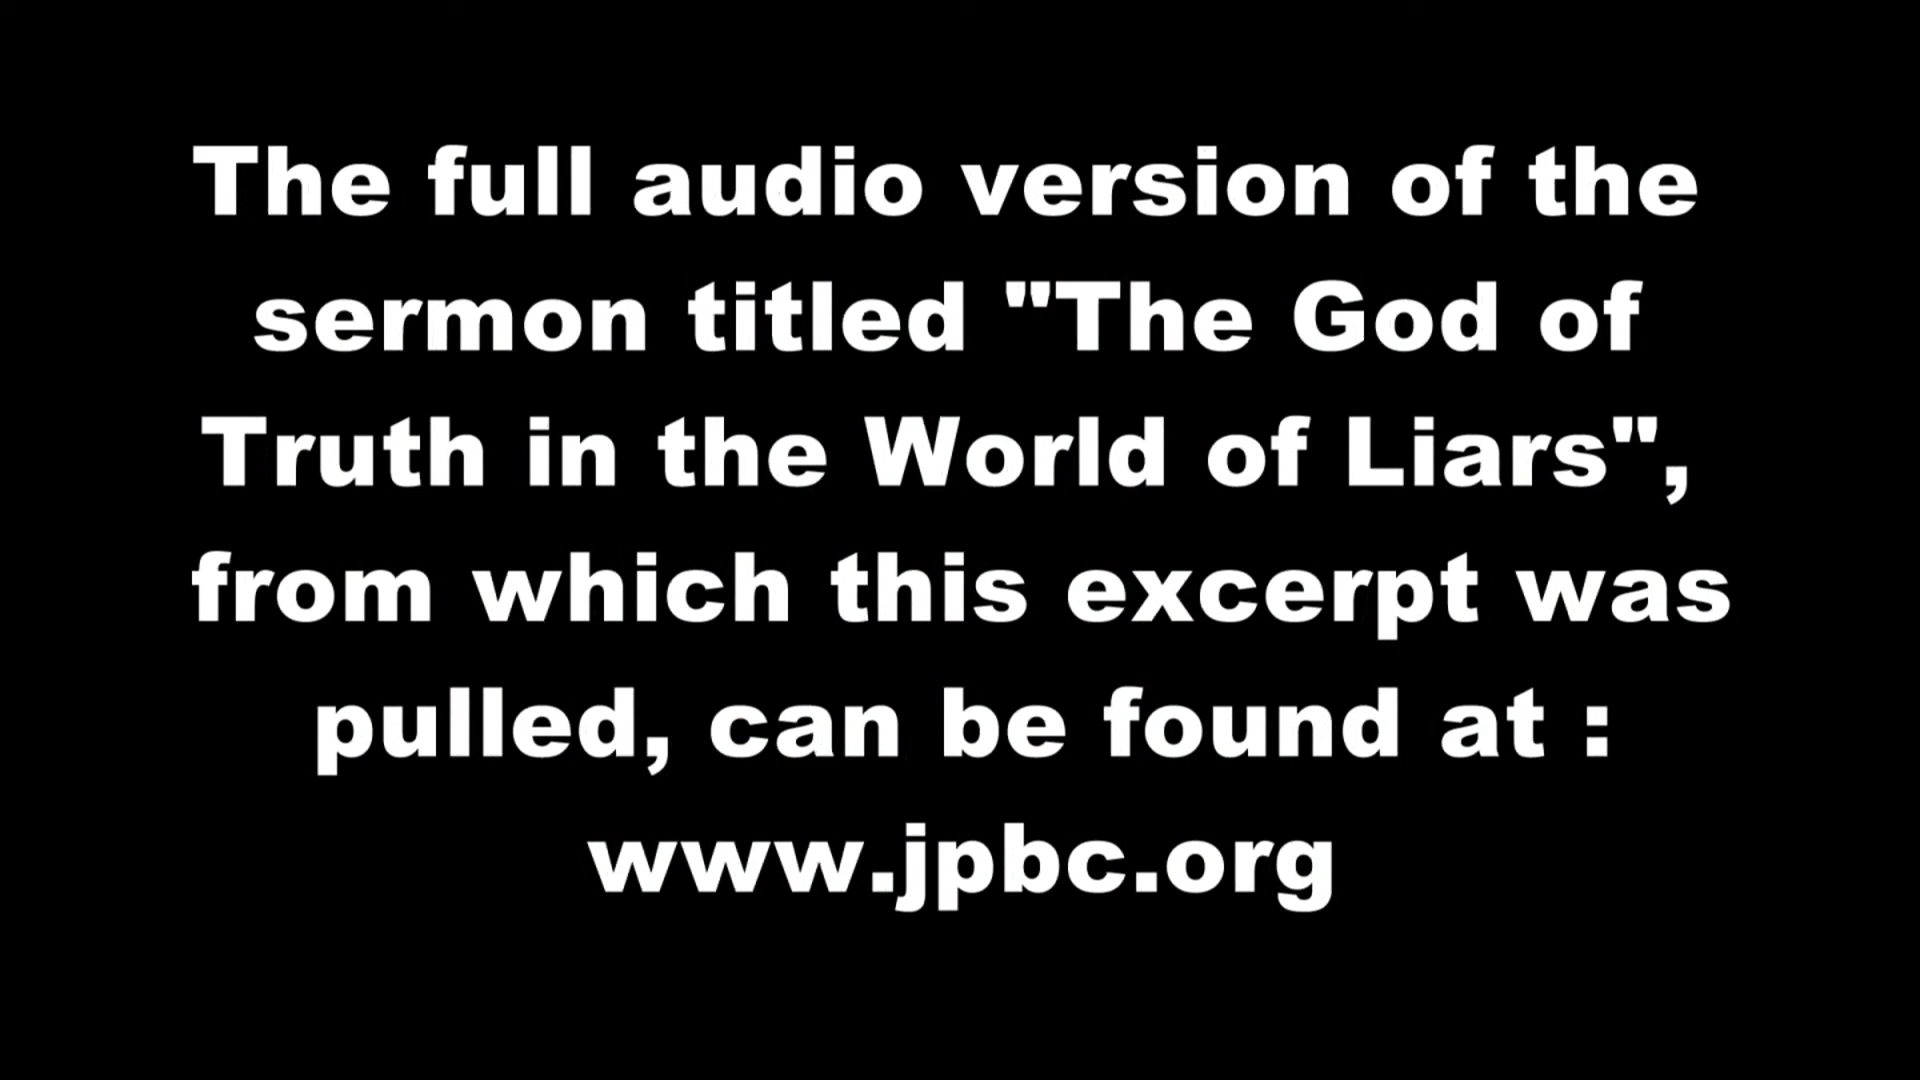 The full audio version of the
sermon titled "The God of
Truth in the World of Liars",
from which this excerpt was
pulled, can be found at :
www.jpbc.org